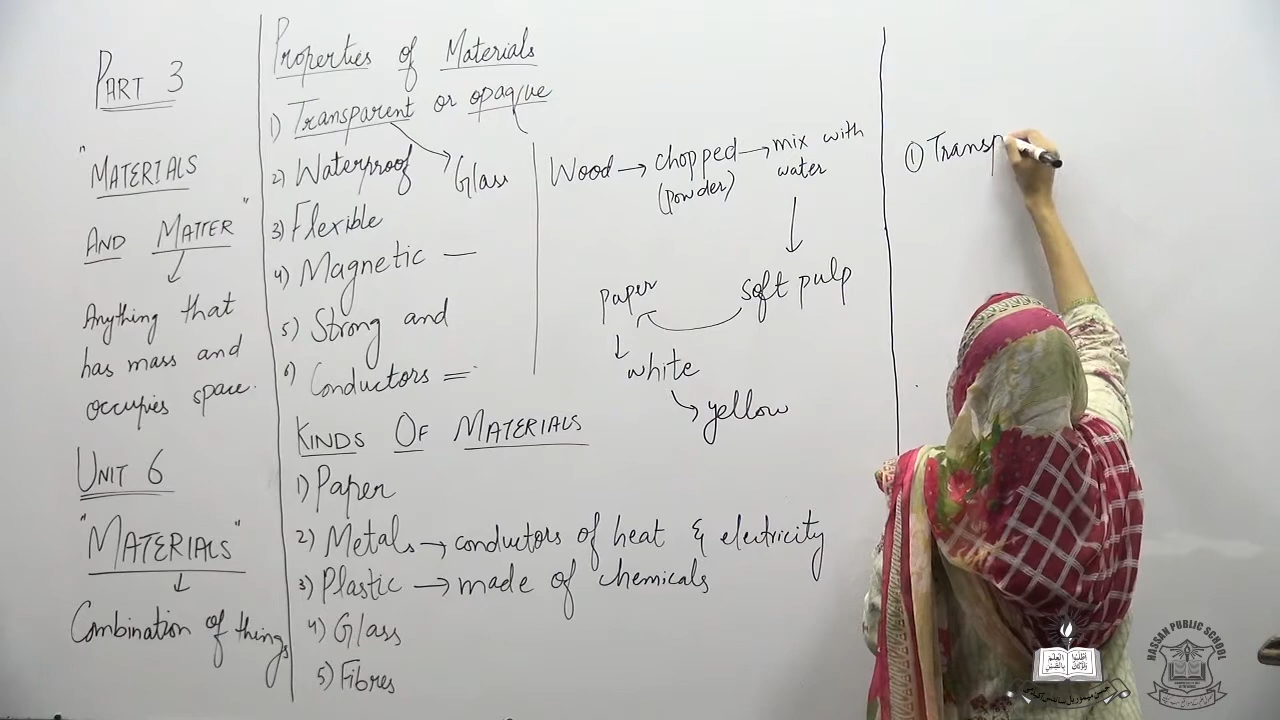 PART 3
"MATERIALS
AND MATTER"
Anything that
has mass and
occupies space.
UNIT 6
"MATERIALS"
Combination of things
Properties of Materials
1) Transparent or opaque
2) Waterproof
Glass
3) Flexible
4) Magnetic —
5) Strong and
6) Conductors =
KINDS OF MATERIALS
1) Paper
2) Metals → conductors of heat & electricity
3) Plastic → made of chemicals
4) Glass
5) Fibres
Wood → chopped → mix with
(powder) water
soft pulp
paper
white
yellow
① Transp
HASSAN PUBLIC SCHOOL